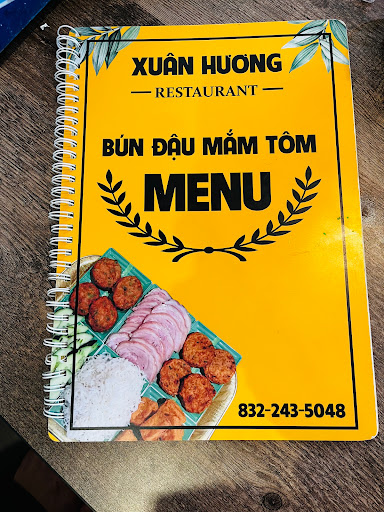 XUÂN HƯƠNG
RESTAURANT
BÚN ĐẬU MẮM TÔM
MENU
832-243-5048